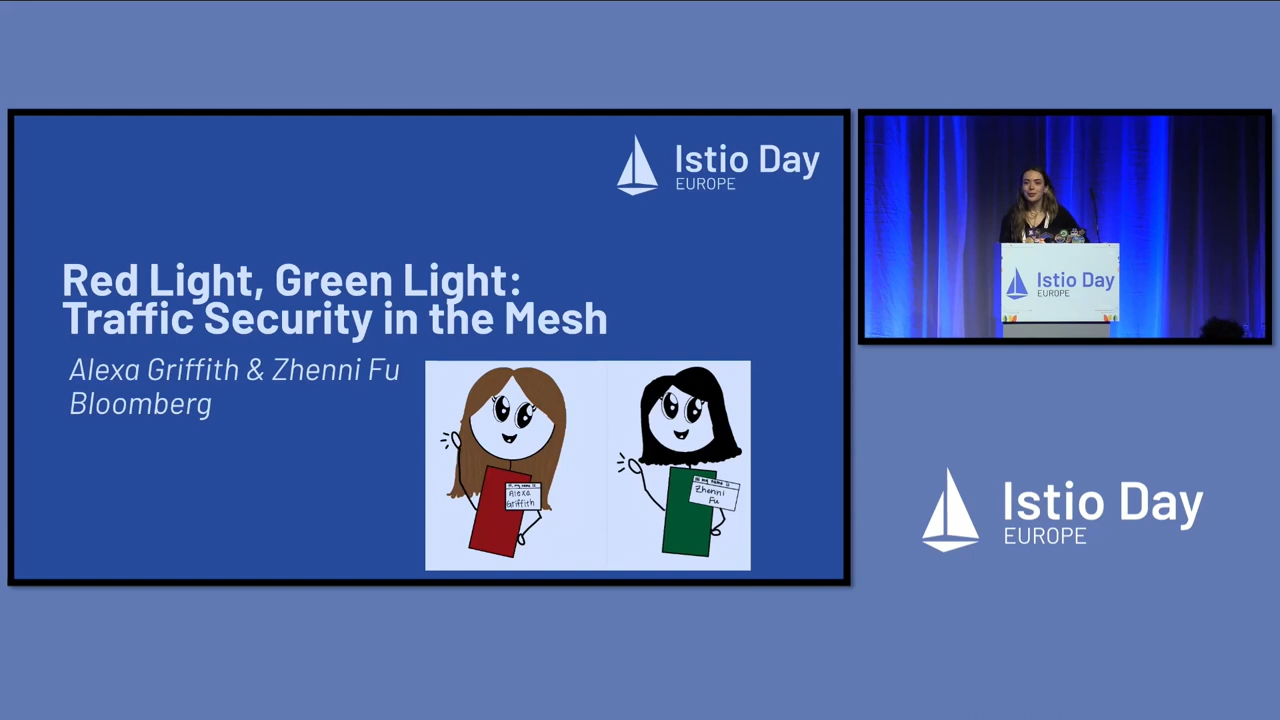 Istio Day
EUROPE
Red Light, Green Light:
Traffic Security in the Mesh
Alexa Griffith & Zhenni Fu
Bloomberg
Alexa
Griffith
Zhenni
Fu
Istio Day
EUROPE
Istio Day
EUROPE